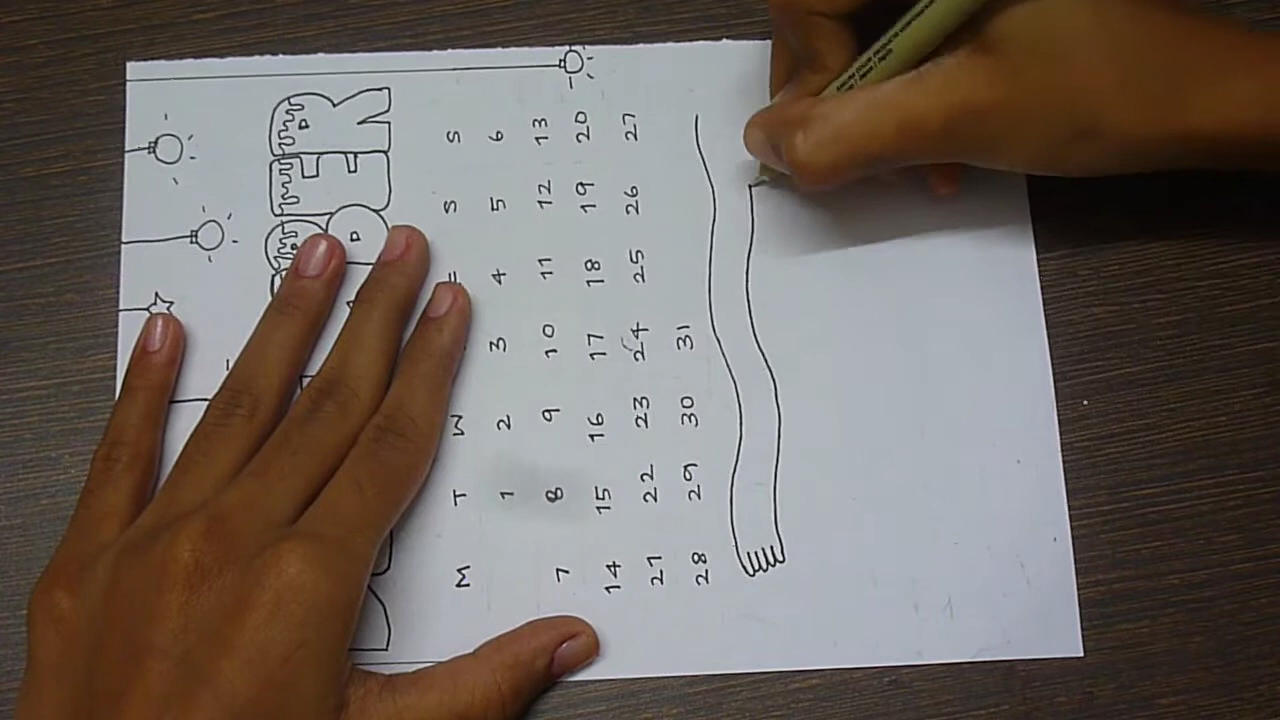 BER
M T W S S
1 2 3 4 5 6
7 8 9 10 11 12 13
14 15 16 17 18 19 20
21 22 23 24 25 26 27
28 29 30 31